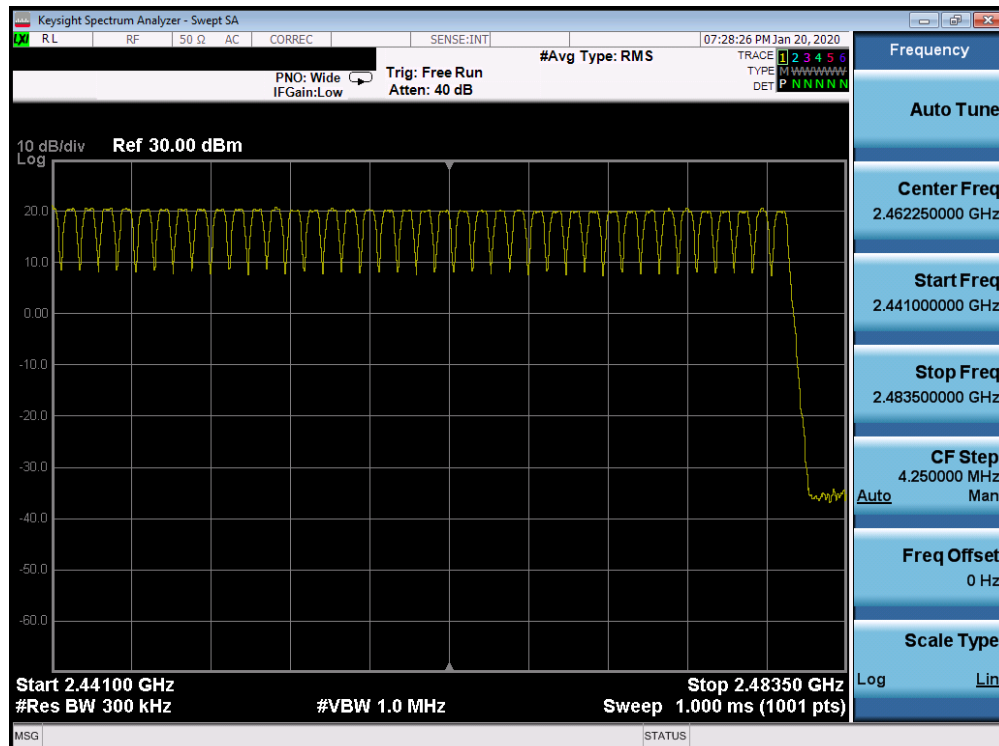 Keysight Spectrum Analyzer - Swept SA
LXI RL RF 50 Ω AC CORREC SENSE:INT 07:28:26 PM Jan 20, 2020
#Avg Type: RMS
TRACE 1 2 3 4 5 6
TYPE M WWWWW
DET P N N N N N
PNO: Wide
IFGain:Low
Trig: Free Run
Atten: 40 dB
10 dB/div
Log
Ref 30.00 dBm
20.0
10.0
0.00
-10.0
-20.0
-30.0
-40.0
-50.0
-60.0
Start 2.44100 GHz
Stop 2.48350 GHz
#Res BW 300 kHz
#VBW 1.0 MHz
Sweep 1.000 ms (1001 pts)
MSG
STATUS
Frequency
Auto Tune
Center Freq
2.462250000 GHz
Start Freq
2.441000000 GHz
Stop Freq
2.483500000 GHz
CF Step
4.250000 MHz
Auto Man
Freq Offset
0 Hz
Scale Type
Log Lin